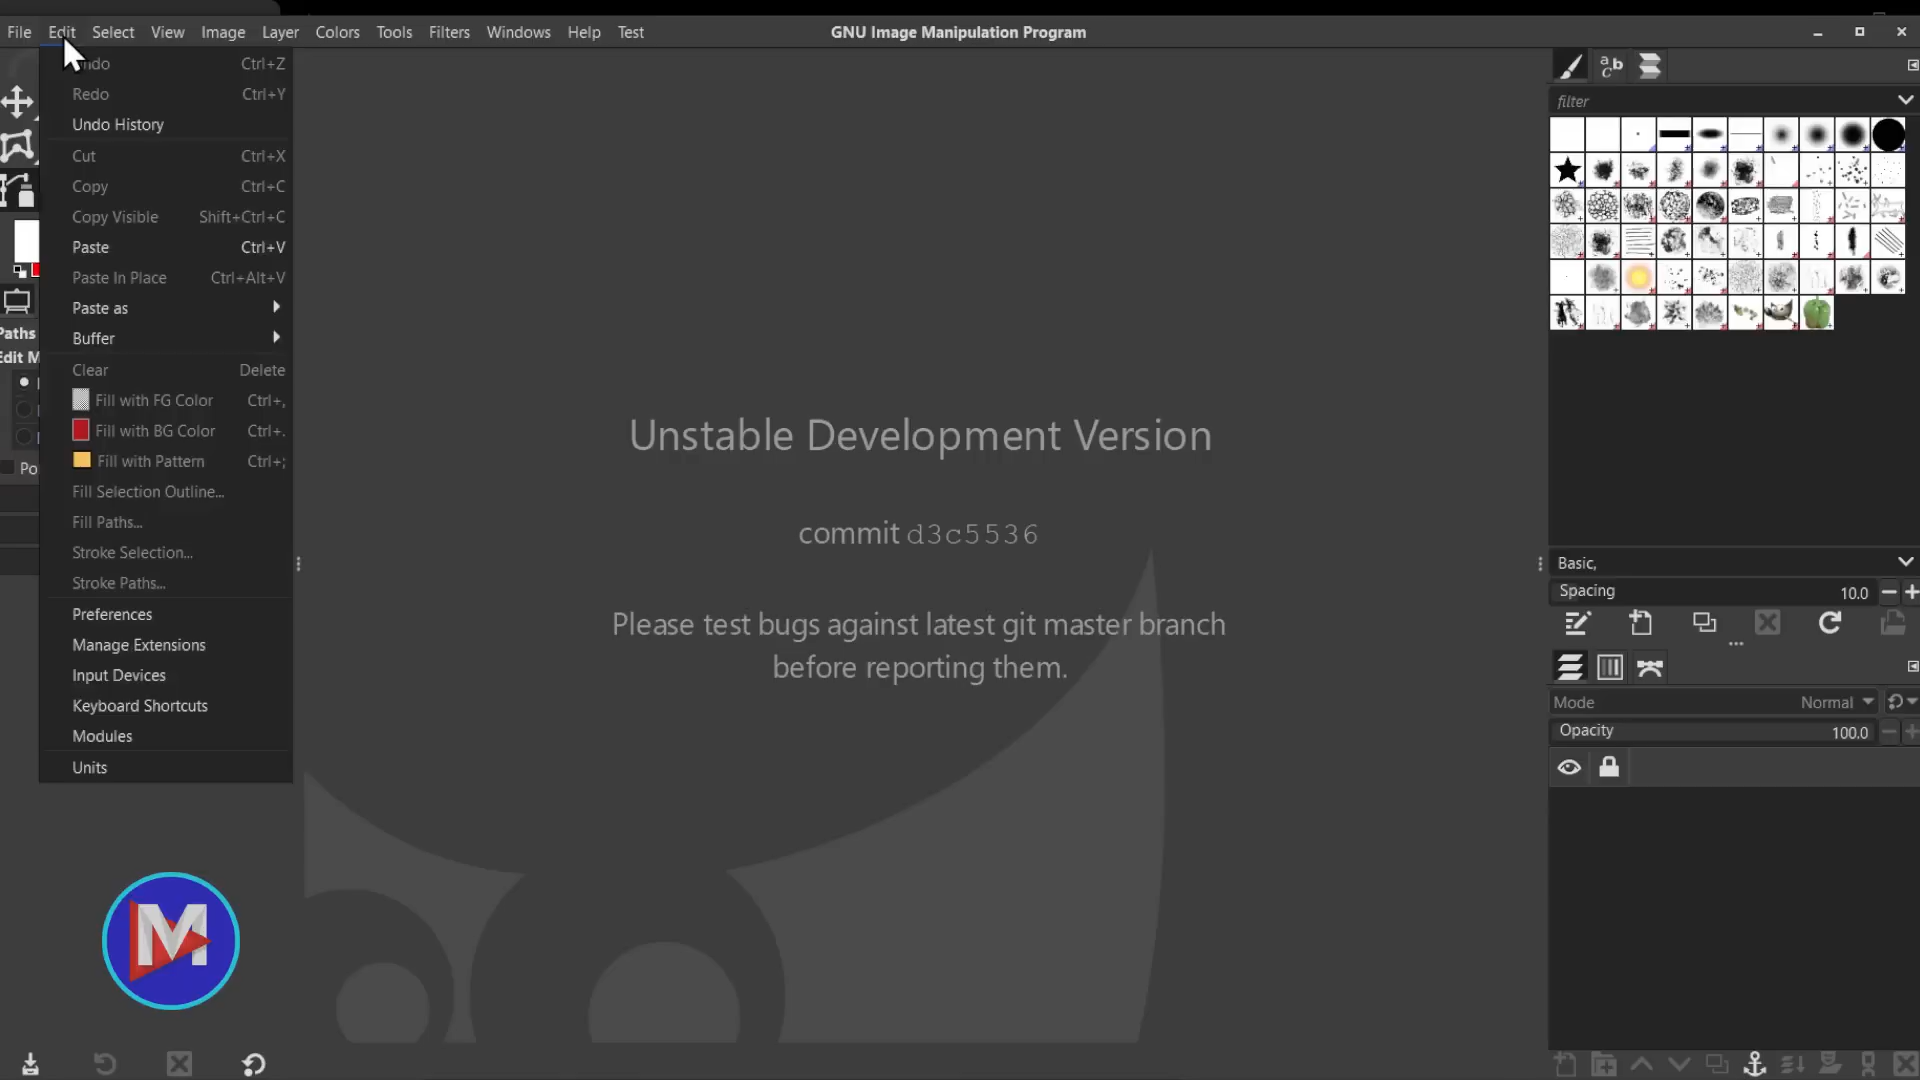 File Edit Select View Image Layer Colors Tools Filters Windows Help Test
GNU Image Manipulation Program
ndo Ctrl+Z
Redo Ctrl+Y
Undo History
Cut Ctrl+X
Copy Ctrl+C
Copy Visible Shift+Ctrl+C
Paste Ctrl+V
Paste In Place Ctrl+Alt+V
Paste as
Buffer
Clear Delete
Fill with FG Color Ctrl+,
Fill with BG Color Ctrl+.
Fill with Pattern Ctrl+;
Fill Selection Outline...
Fill Paths...
Stroke Selection...
Stroke Paths...
Preferences
Manage Extensions
Input Devices
Keyboard Shortcuts
Modules
Units
Paths
Edit M
Po
Unstable Development Version
commit d3c5536
Please test bugs against latest git master branch
before reporting them.
abc
filter
Basic,
Spacing 10.0
Mode Normal
Opacity 100.0
M